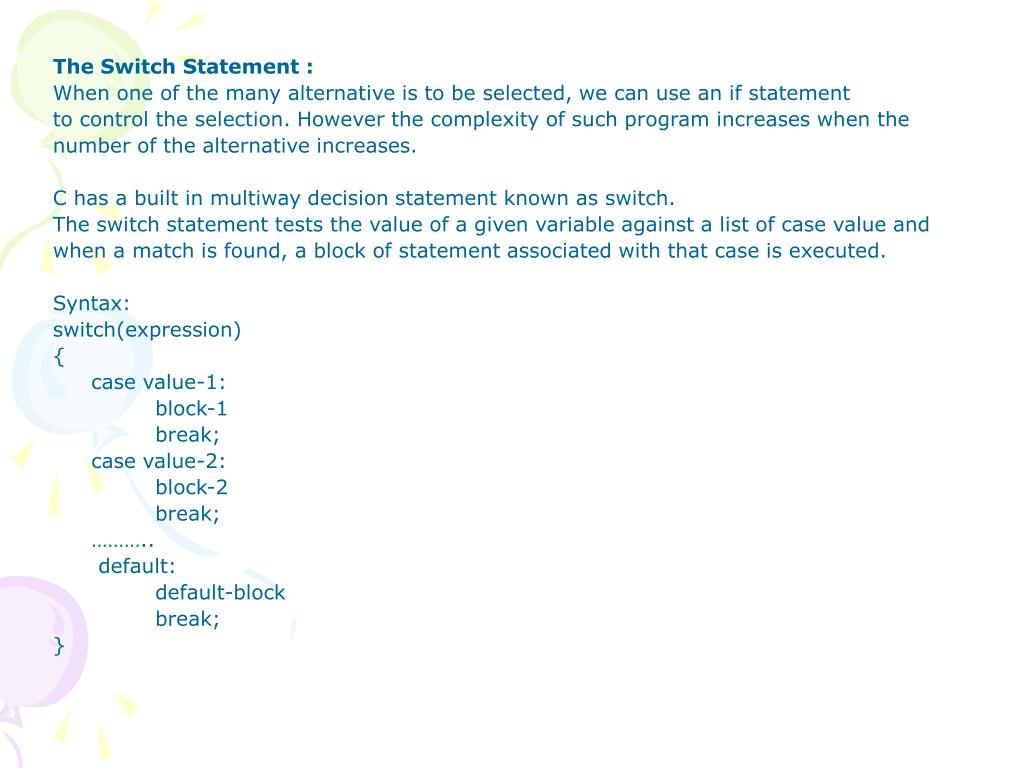 The Switch Statement :
When one of the many alternative is to be selected, we can use an if statement
to control the selection. However the complexity of such program increases when the
number of the alternative increases.
C has a built in multiway decision statement known as switch.
The switch statement tests the value of a given variable against a list of case value and
when a match is found, a block of statement associated with that case is executed.
Syntax:
switch(expression)
{
case value-1:
block-1
break;
case value-2:
block-2
break;
………..
default:
default-block
break;
}